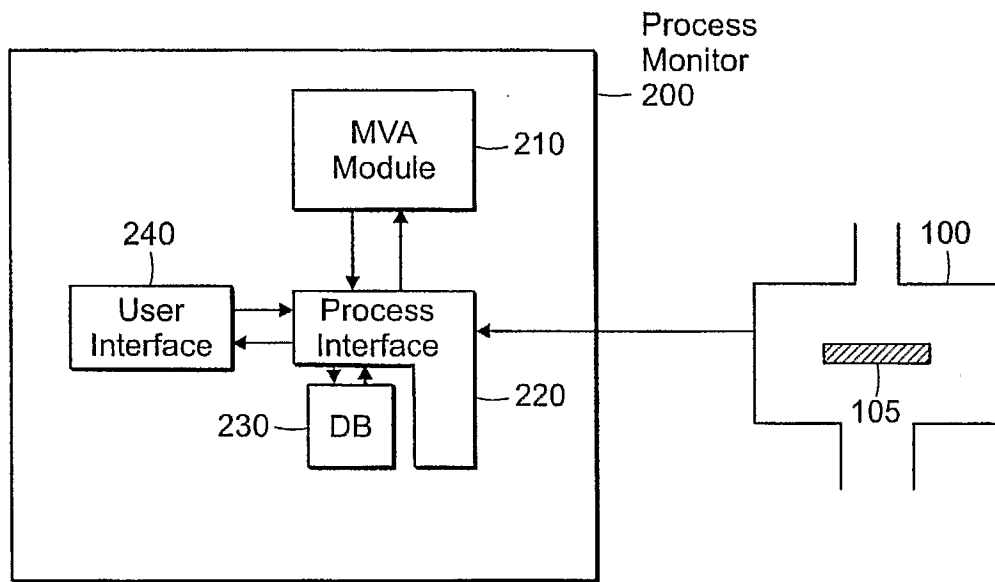 Process
Monitor
200
MVA
Module
210
240
User
Interface
Process
Interface
220
230
DB
100
105